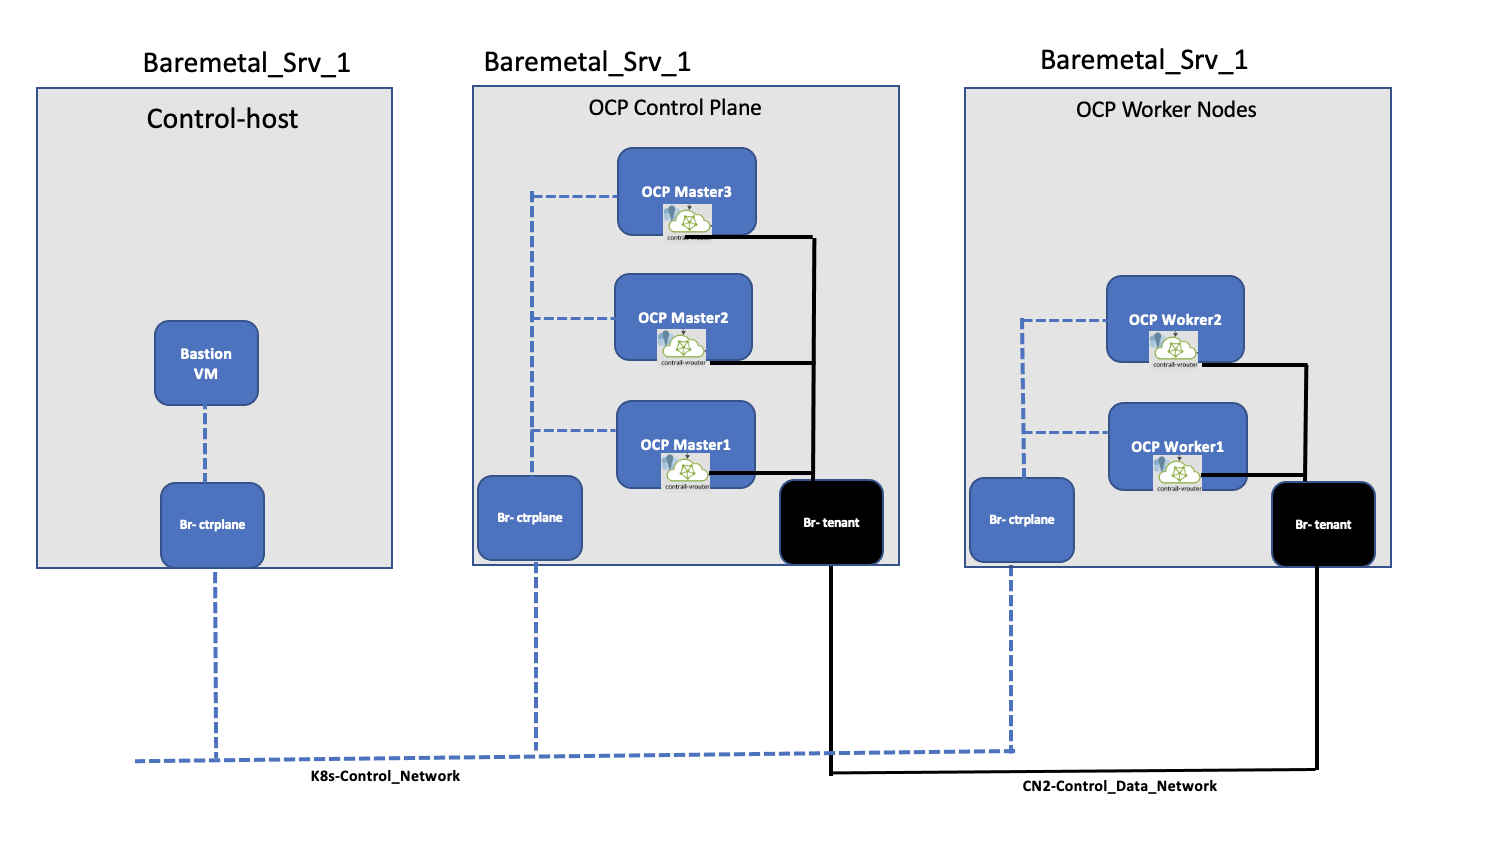 Baremetal_Srv_1
Control-host
Bastion
VM
Br- ctrplane
Baremetal_Srv_1
OCP Control Plane
OCP Master3
contrail-vrouter
OCP Master2
contrail-vrouter
OCP Master1
contrail-vrouter
Br- ctrplane
Br- tenant
Baremetal_Srv_1
OCP Worker Nodes
OCP Wokrer2
contrail-vrouter
OCP Worker1
contrail-vrouter
Br- ctrplane
Br- tenant
K8s-Control_Network
CN2-Control_Data_Network